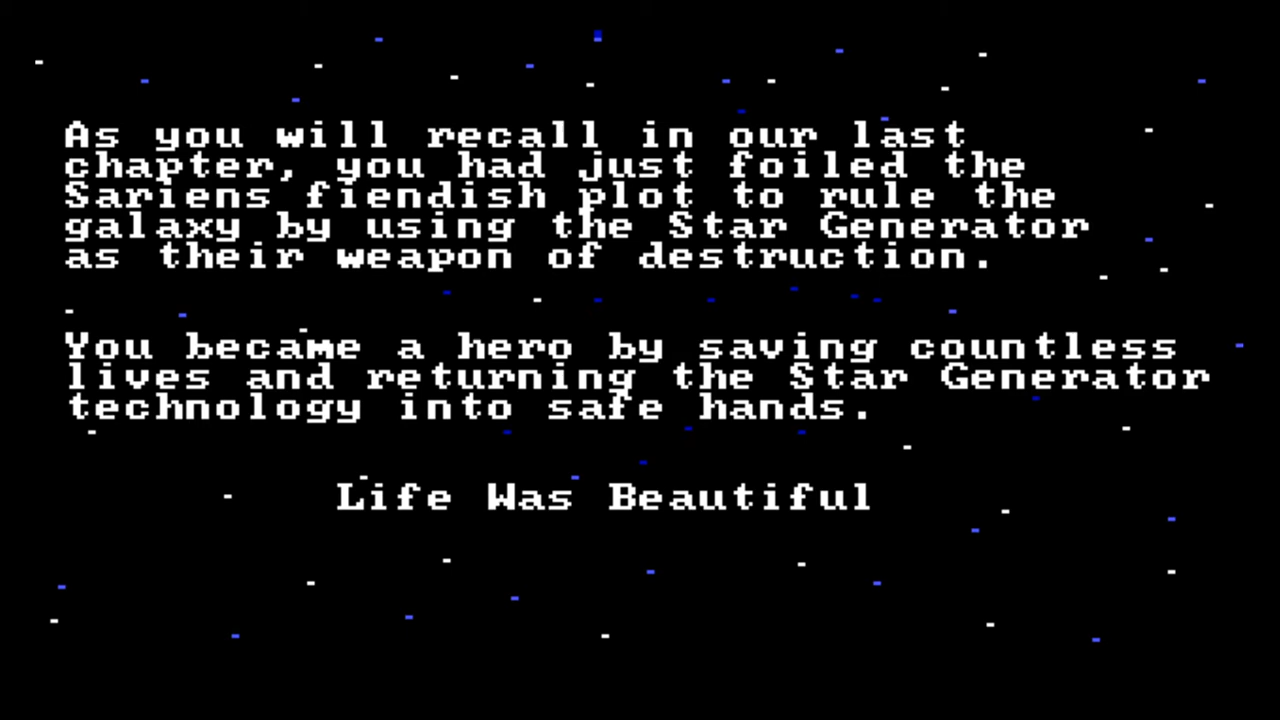 As you will recall in our last
chapter, you had just foiled the
Sariens fiendish plot to rule the
galaxy by using the Star Generator
as their weapon of destruction.
You became a hero by saving countless
lives and returning the Star Generator
technology into safe hands.
Life Was Beautiful